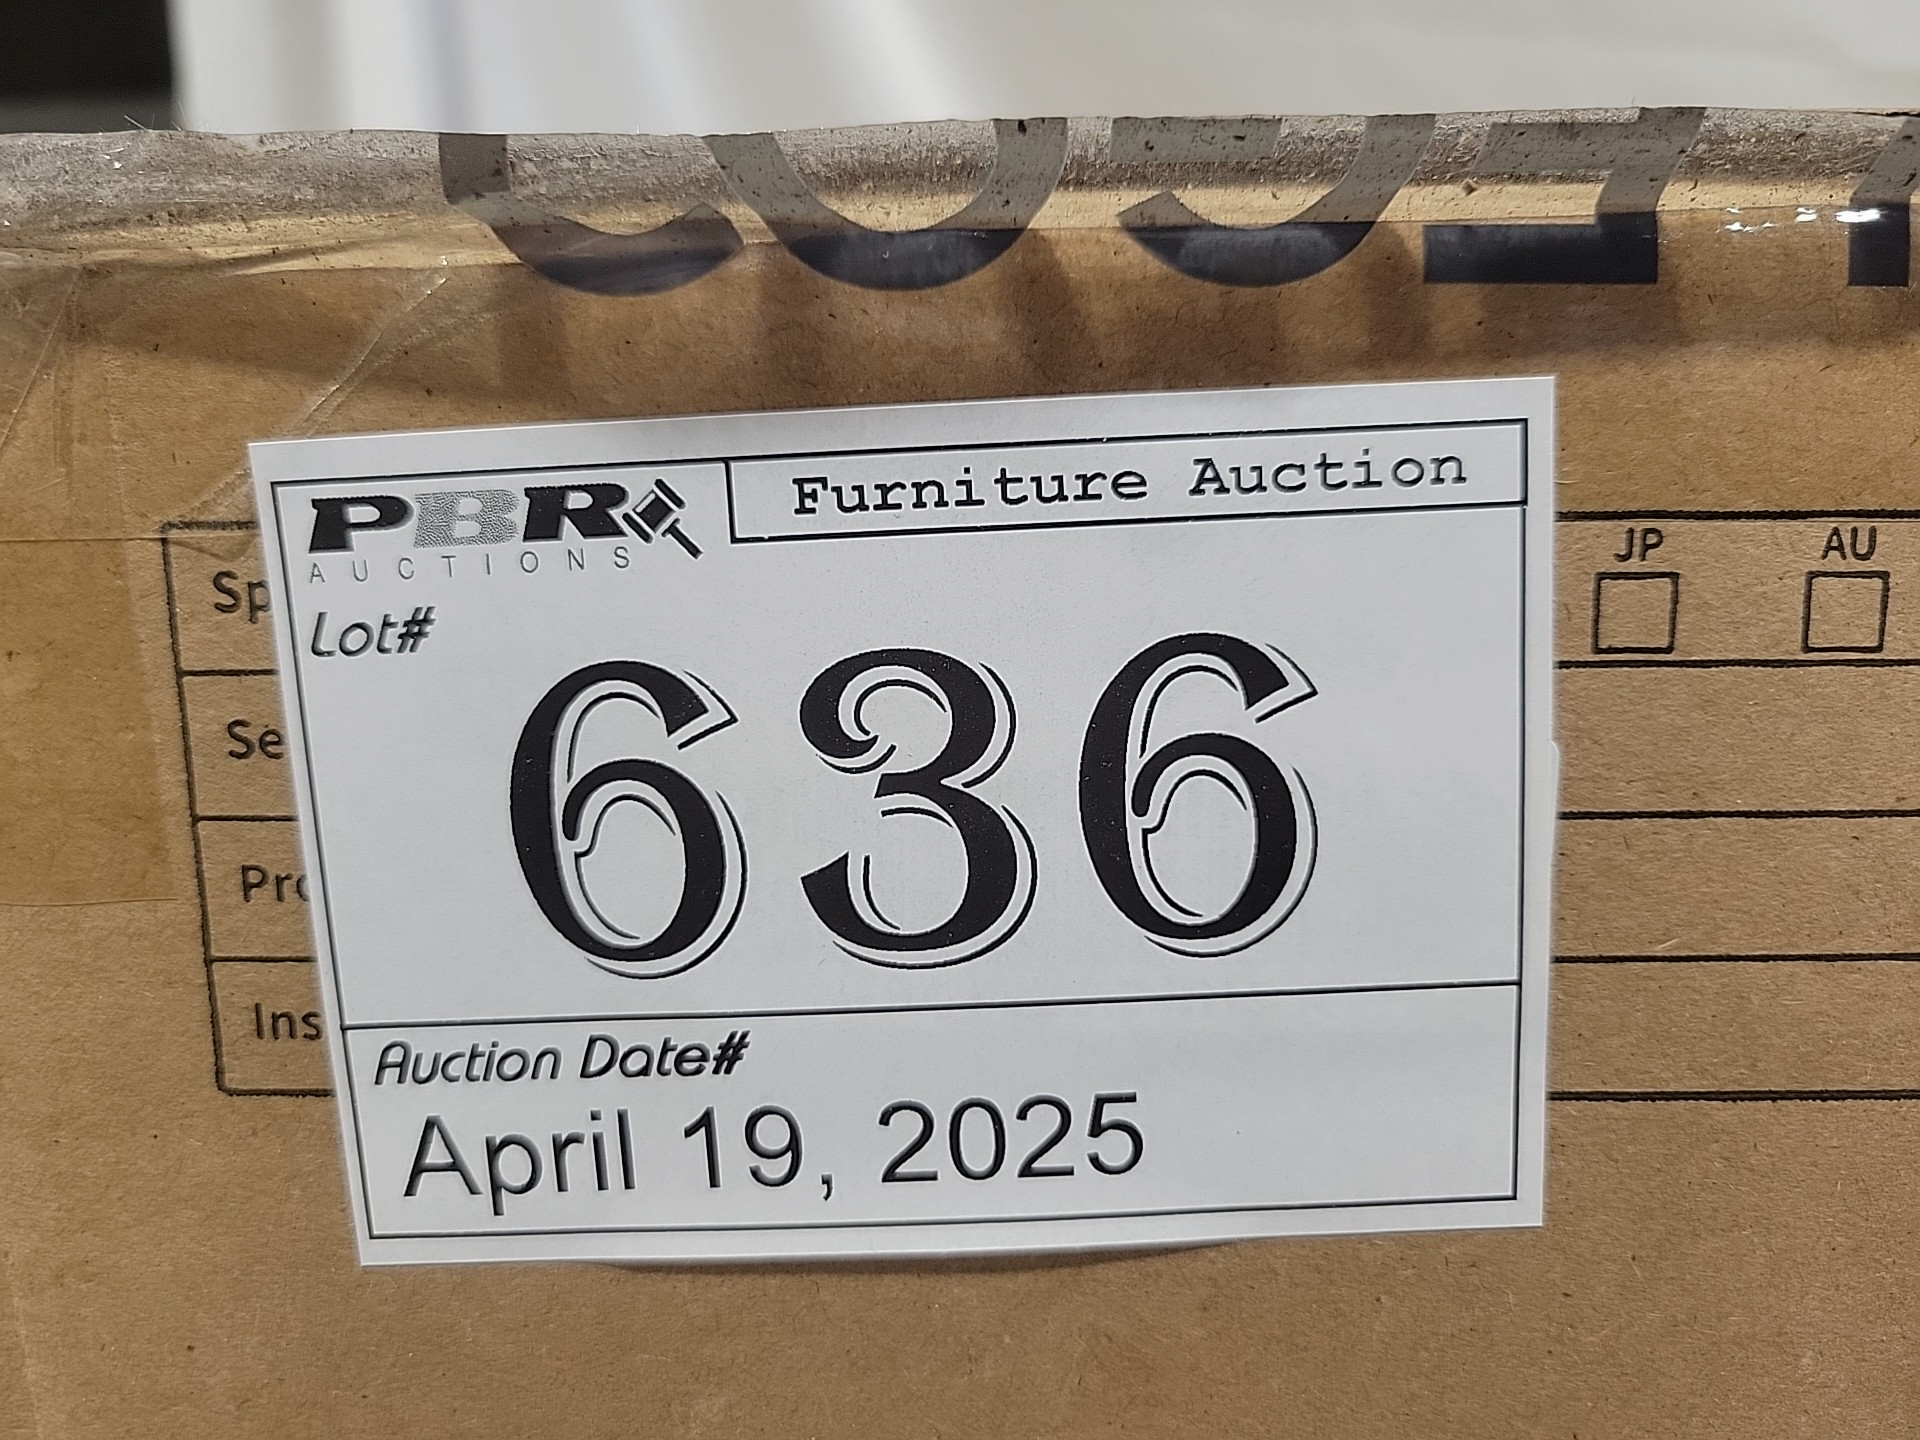 PBR
AUCTIONS
Furniture Auction
JP
AU
Lot#
636
Auction Date#
April 19, 2025